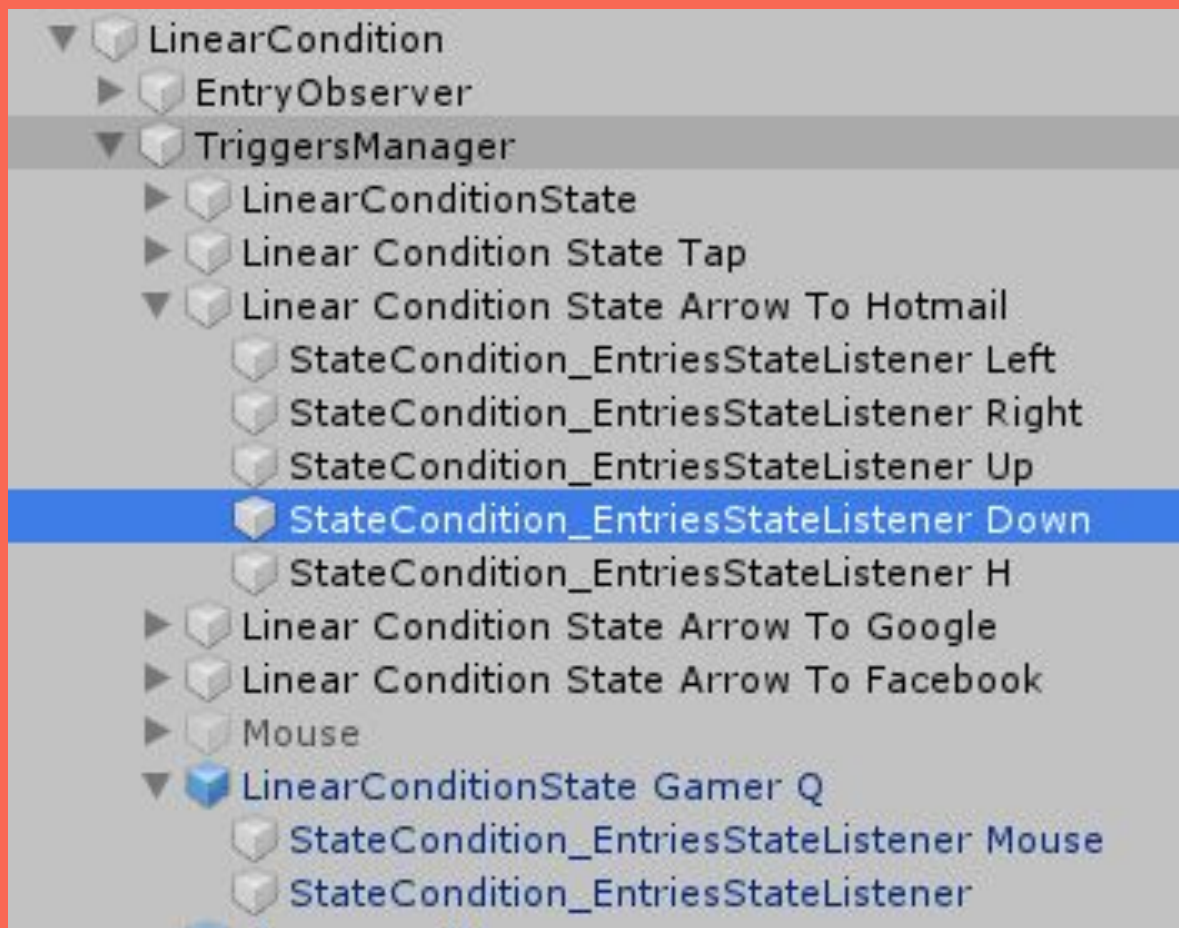 LinearCondition
EntryObserver
TriggersManager
LinearConditionState
Linear Condition State Tap
Linear Condition State Arrow To Hotmail
StateCondition_EntriesStateListener Left
StateCondition_EntriesStateListener Right
StateCondition_EntriesStateListener Up
StateCondition_EntriesStateListener Down
StateCondition_EntriesStateListener H
Linear Condition State Arrow To Google
Linear Condition State Arrow To Facebook
Mouse
LinearConditionState Gamer Q
StateCondition_EntriesStateListener Mouse
StateCondition_EntriesStateListener